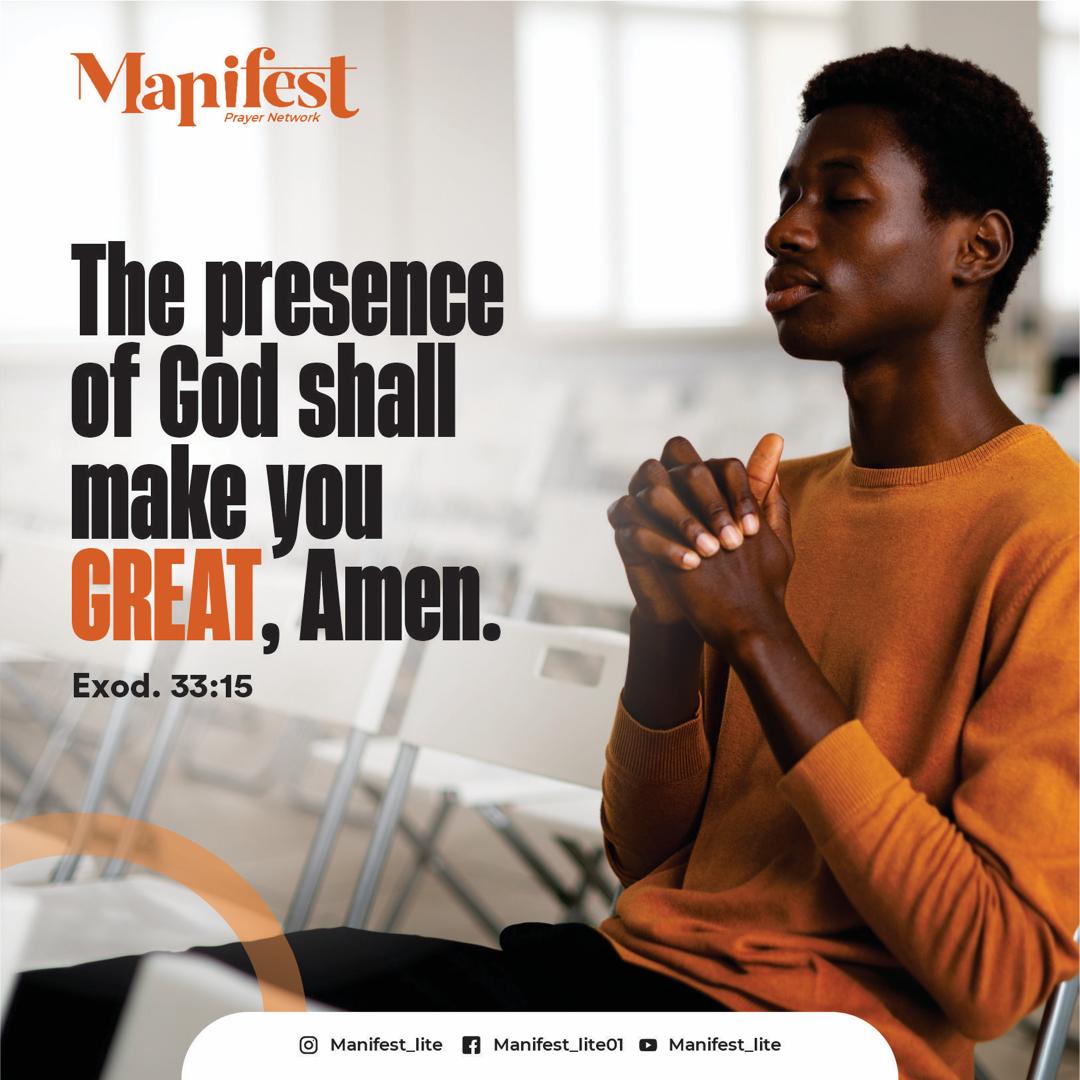 Manifest
Prayer Network
The presence
of God shall
make you
GREAT, Amen.
Exod. 33:15
Manifest_lite Manifest_lite01 Manifest_lite